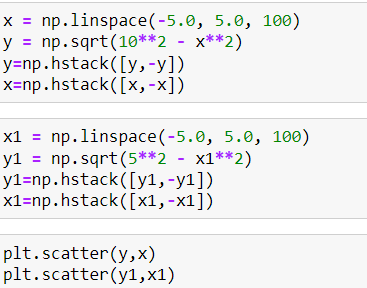 x = np.linspace(-5.0, 5.0, 100)
y = np.sqrt(10**2 - x**2)
y=np.hstack([y,-y])
x=np.hstack([x,-x])
x1 = np.linspace(-5.0, 5.0, 100)
y1 = np.sqrt(5**2 - x1**2)
y1=np.hstack([y1,-y1])
x1=np.hstack([x1,-x1])
plt.scatter(y,x)
plt.scatter(y1,x1)